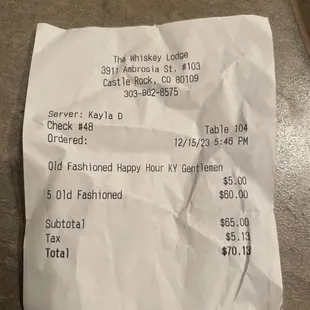 The Whiskey Lodge
3911 Ambrosia St. #103
Castle Rock, CO 80109
303-862-8575
Server: Kayla D
Check #48 Table 104
Ordered: 12/15/23 5:46 PM
Old Fashioned Happy Hour KY Gentlemen
$5.00
5 Old Fashioned $60.00
Subtotal $65.00
Tax $5.13
Total $70.13